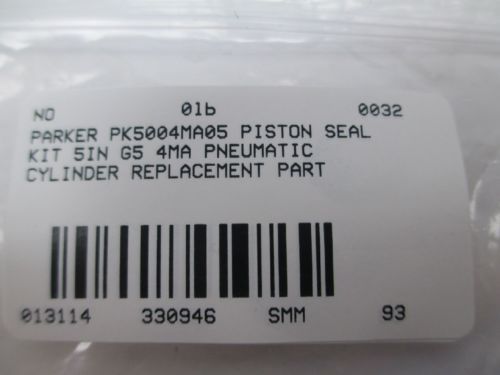 NO 01b 0032
PARKER PK5004MA05 PISTON SEAL
KIT 5IN G5 4MA PNEUMATIC
CYLINDER REPLACEMENT PART
013114 330946 SMM 93